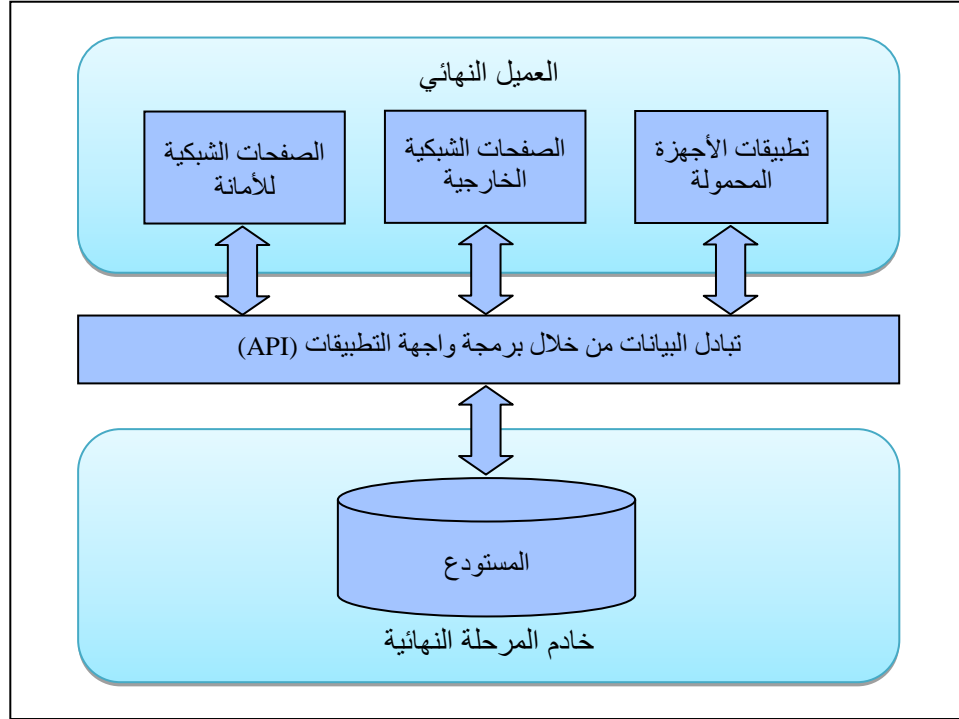 العميل النهائي
تطبيقات الأجهزة
المحمولة
الصفحات الشبكية
الخارجية
الصفحات الشبكية
للأمانة
تبادل البيانات من خلال برمجة واجهة التطبيقات (API)
المستودع
خادم المرحلة النهائية